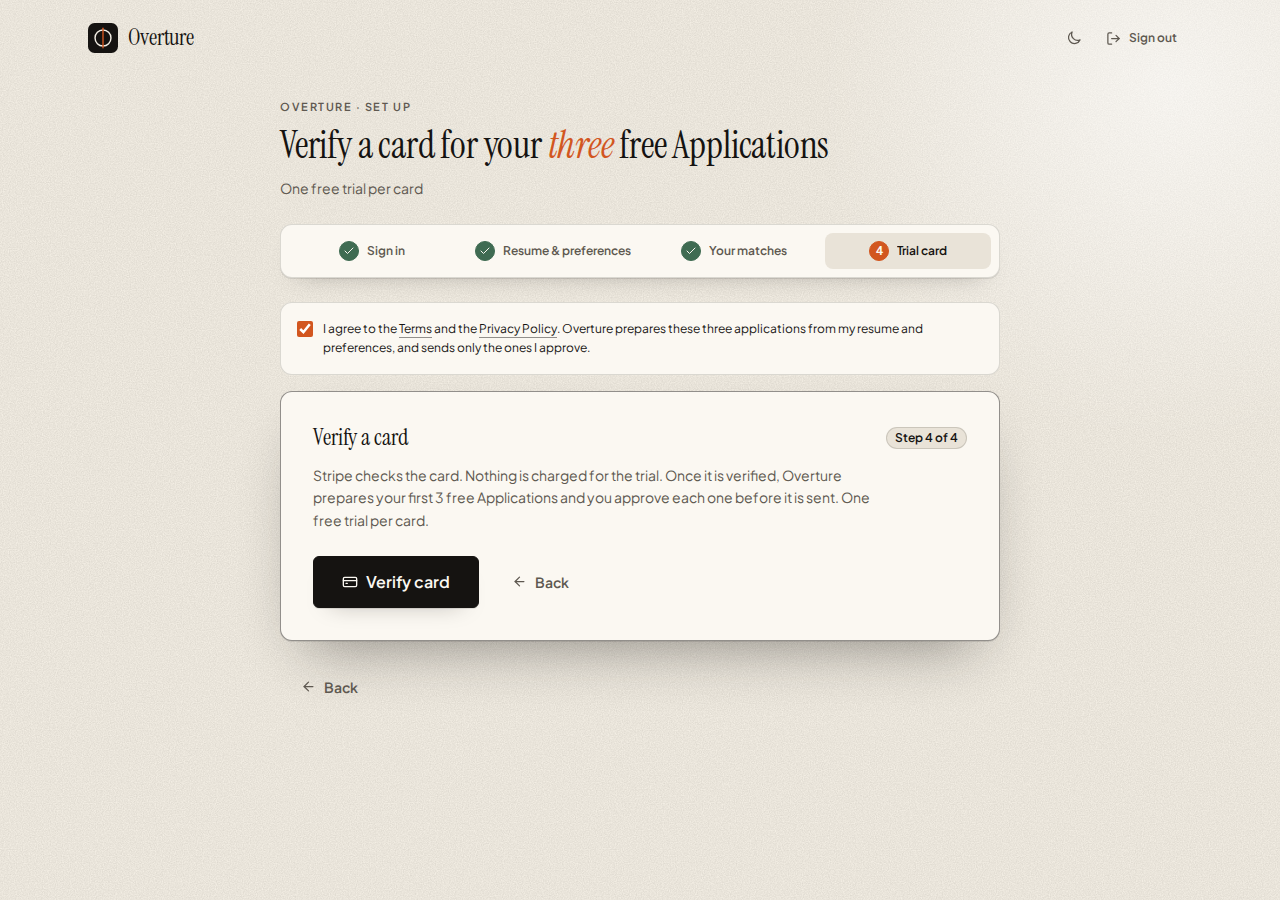 Overture
Sign out
OVERTURE · SET UP
Verify a card for your three free Applications
One free trial per card
Sign in
Resume & preferences
Your matches
4 Trial card
I agree to the Terms and the Privacy Policy. Overture prepares these three applications from my resume and
preferences, and sends only the ones I approve.
Verify a card
Step 4 of 4
Stripe checks the card. Nothing is charged for the trial. Once it is verified, Overture
prepares your first 3 free Applications and you approve each one before it is sent. One
free trial per card.
Verify card
Back
Back